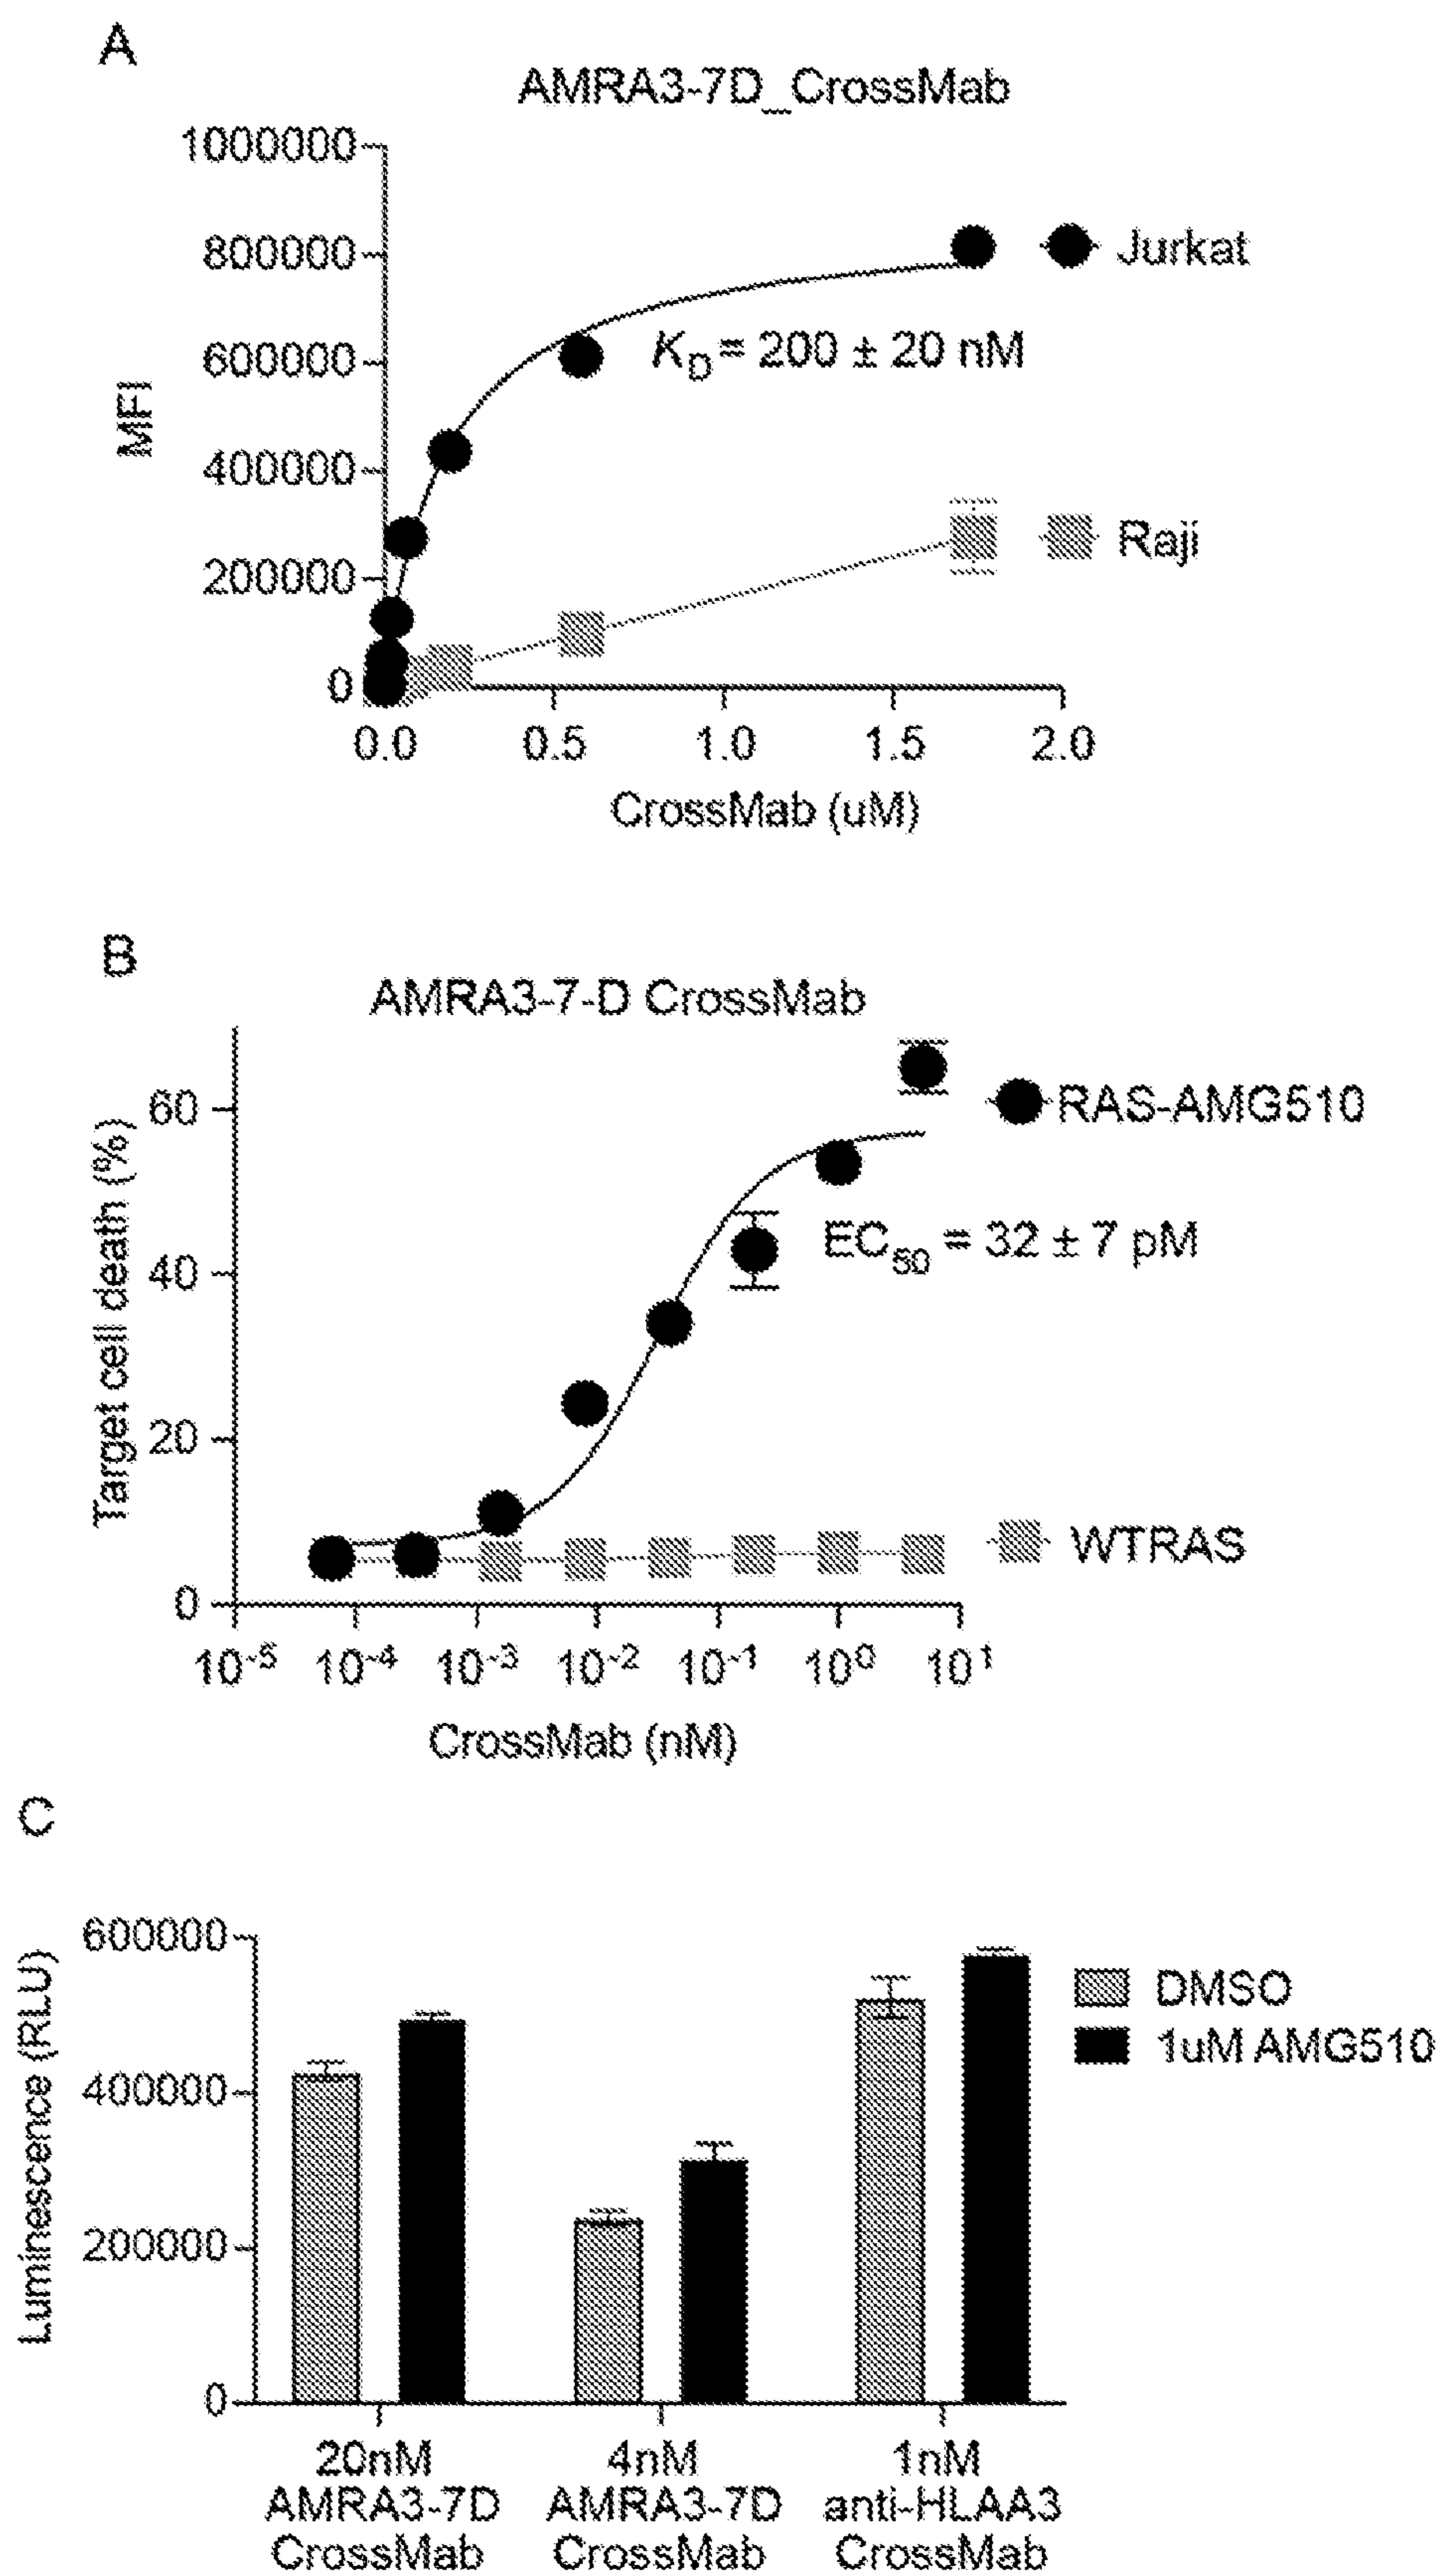 A
AMRA3-7D_CrossMab
1000000
800000
600000
400000
200000
0
MFI
Jurkat
K_D = 200 ± 20 nM
Raji
0.0 0.5 1.0 1.5 2.0
CrossMab (uM)
B
AMRA3-7-D CrossMab
60
40
20
0
Target cell death (%)
RAS-AMG510
EC50 = 32 ± 7 pM
WTRAS
10-5 10-4 10-3 10-2 10-1 100 101
CrossMab (nM)
C
600000
400000
200000
0
Luminescence (RLU)
DMSO
1uM AMG510
20nM 4nM 1nM
AMRA3-7D AMRA3-7D anti-HLAA3
CrossMab CrossMab CrossMab